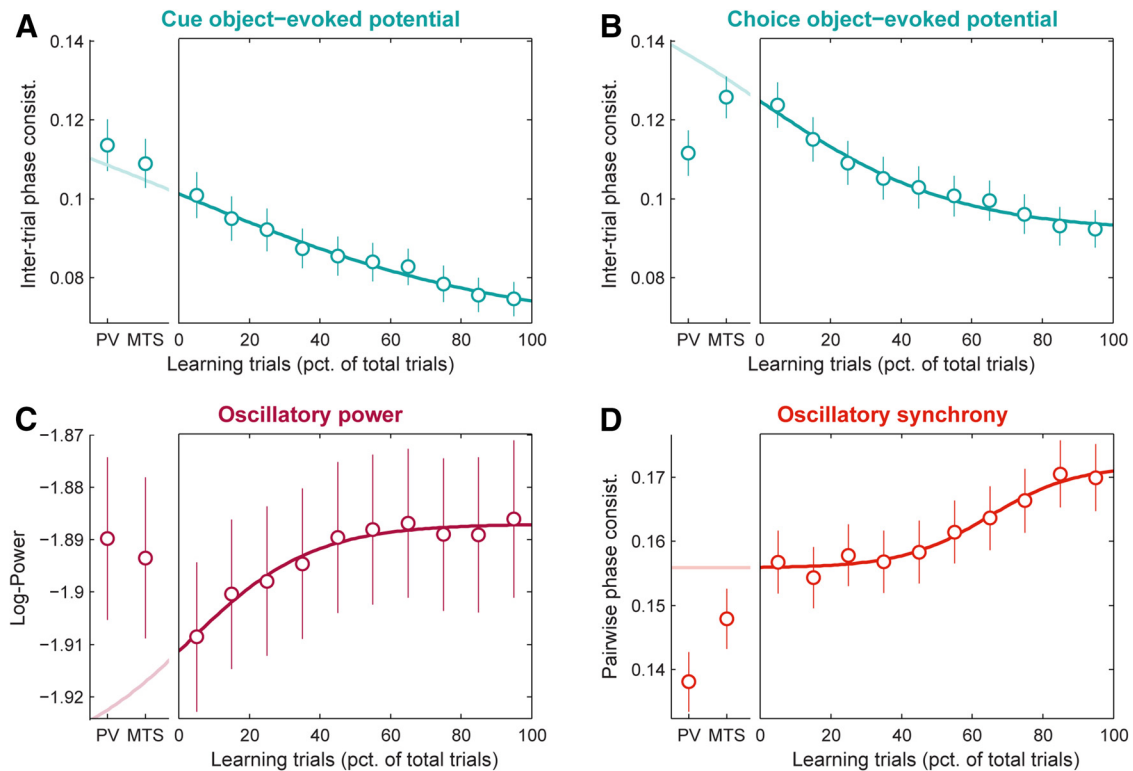 A
Cue object−evoked potential
Inter-trial phase consist.
0.14
0.12
0.1
0.08
PV MTS
0 20 40 60 80 100
Learning trials (pct. of total trials)
B
Choice object−evoked potential
Inter-trial phase consist.
0.14
0.12
0.1
0.08
PV MTS
0 20 40 60 80 100
Learning trials (pct. of total trials)
C
Oscillatory power
Log-Power
−1.87
−1.88
−1.89
−1.9
−1.91
−1.92
PV MTS
0 20 40 60 80 100
Learning trials (pct. of total trials)
D
Oscillatory synchrony
Pairwise phase consist.
0.17
0.16
0.15
0.14
PV MTS
0 20 40 60 80 100
Learning trials (pct. of total trials)